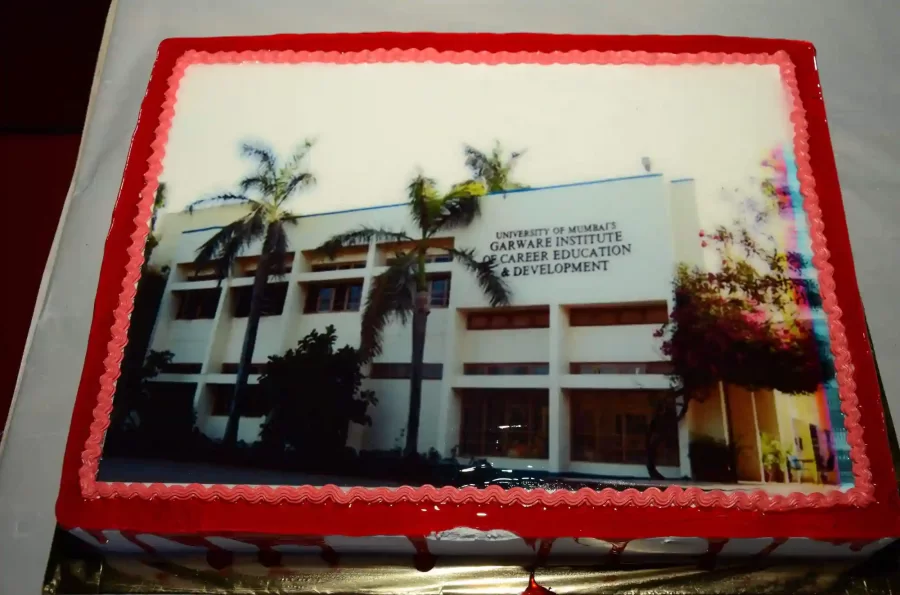 UNIVERSITY OF MUMBAI'S
GARWARE INSTITUTE
OF CAREER EDUCATION
& DEVELOPMENT